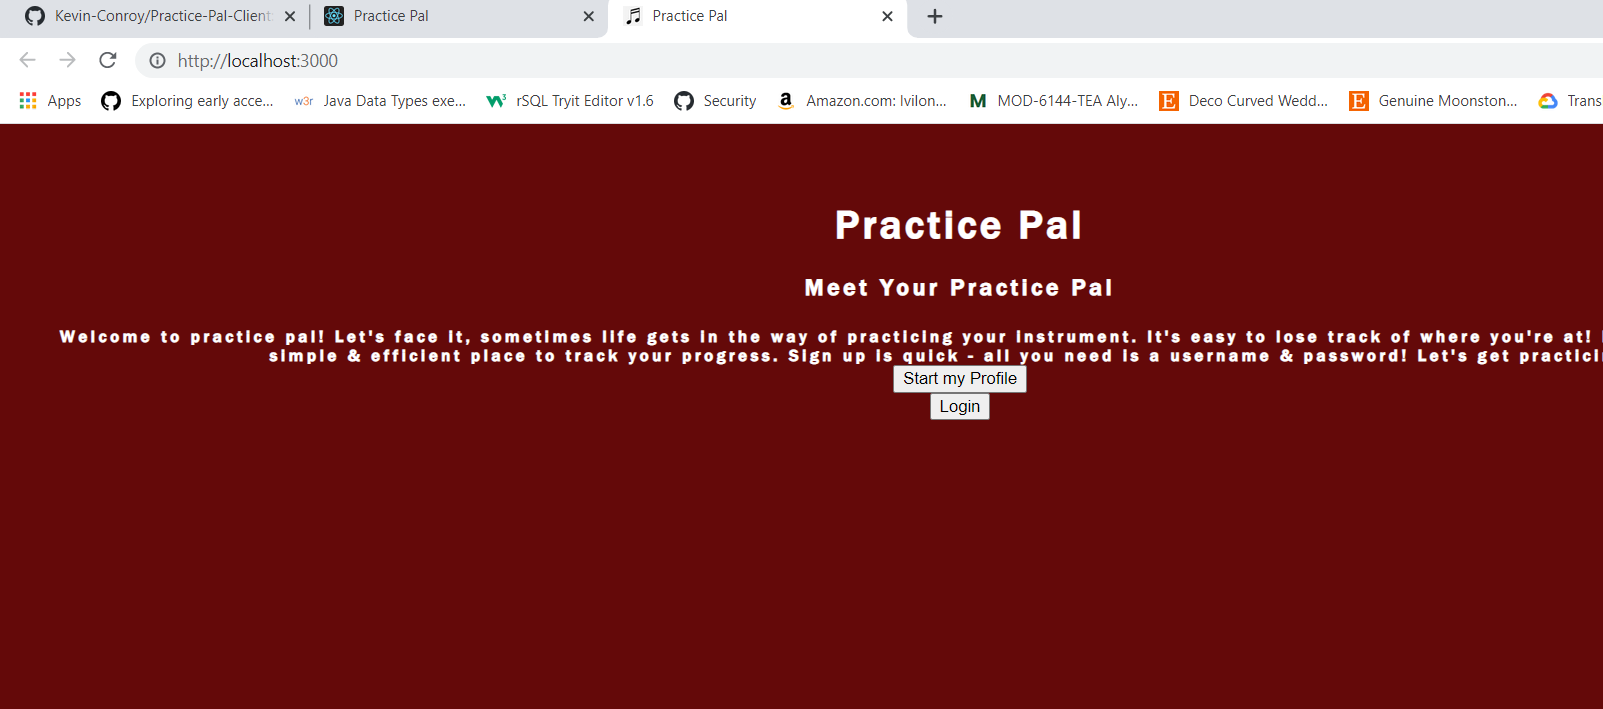 Kevin-Conroy/Practice-Pal-Client:
Practice Pal
Practice Pal
http://localhost:3000
Apps
Exploring early acce...
w3r
Java Data Types exe...
W3
rSQL Tryit Editor v1.6
Security
a
Amazon.com: Ivilon...
M
MOD-6144-TEA Aly...
E
Deco Curved Wedd...
E
Genuine Moonston...
Trans
Practice Pal
Meet Your Practice Pal
Welcome to practice pal! Let's face it, sometimes life gets in the way of practicing your instrument. It's easy to lose track of where you're at!
simple & efficient place to track your progress. Sign up is quick - all you need is a username & password! Let's get practici
Start my Profile
Login